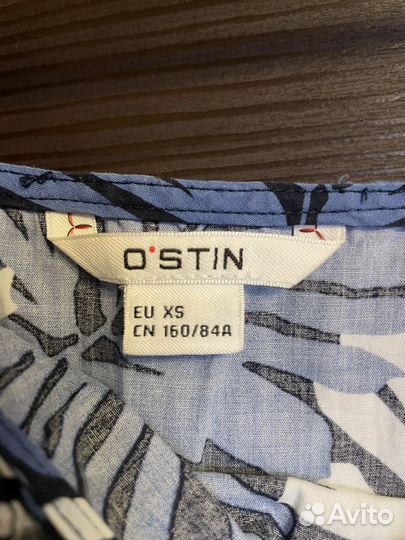 O'STIN
EU XS
CN 160/84A
Avito